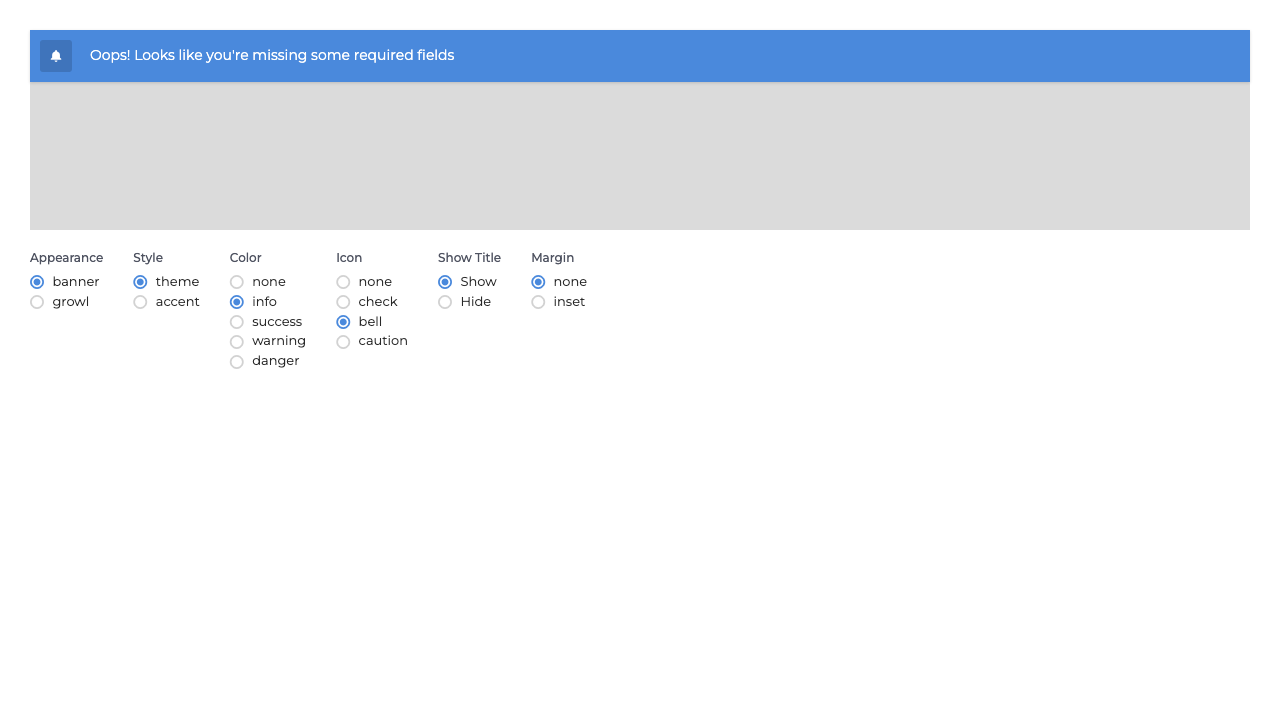 Oops! Looks like you're missing some required fields
Appearance
banner
growl
Style
theme
accent
Color
none
info
success
warning
danger
Icon
none
check
bell
caution
Show Title
Show
Hide
Margin
none
inset